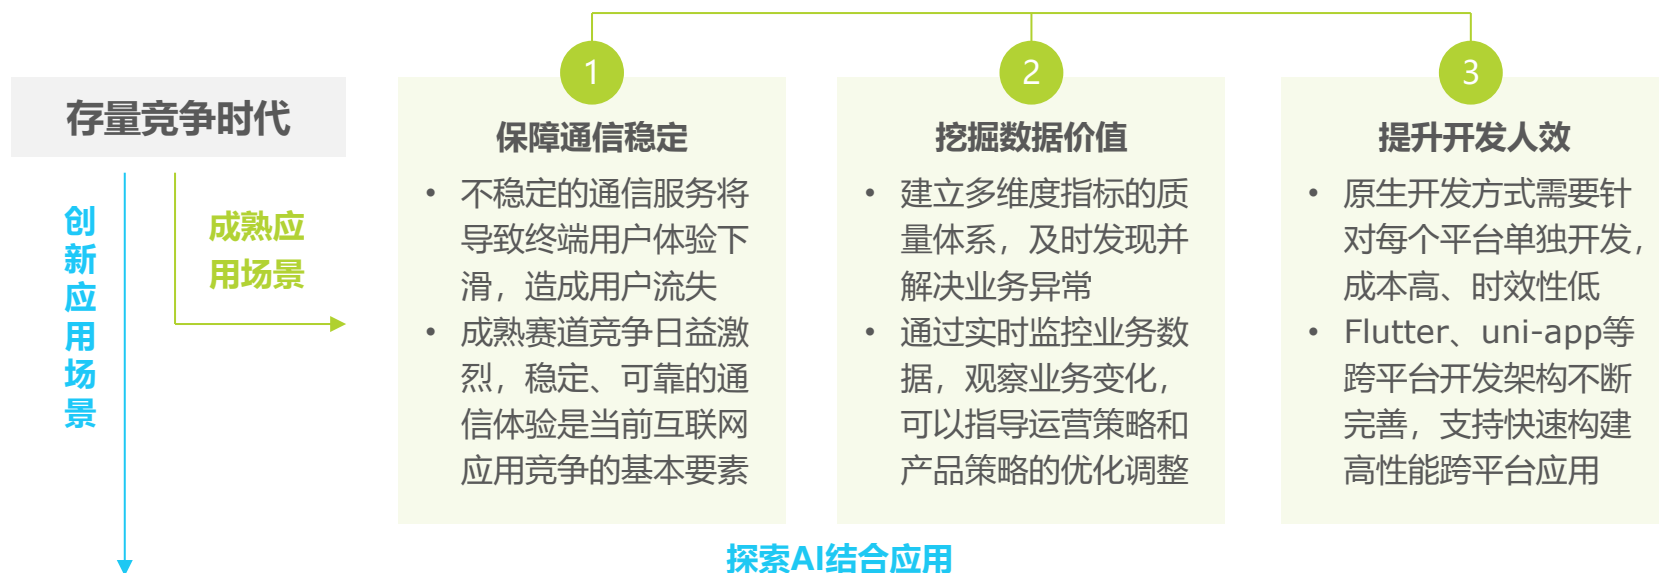 存量竞争时代
创新应用场景
成熟应
用场景
1
保障通信稳定
• 不稳定的通信服务将
导致终端用户体验下
滑，造成用户流失
• 成熟赛道竞争日益激
烈，稳定、可靠的通
信体验是当前互联网
应用竞争的基本要素
2
挖掘数据价值
• 建立多维度指标的质
量体系，及时发现并
解决业务异常
• 通过实时监控业务数
据，观察业务变化，
可以指导运营策略和
产品策略的优化调整
3
提升开发人效
• 原生开发方式需要针
对每个平台单独开发，
成本高、时效性低
• Flutter、uni-app等
跨平台开发架构不断
完善，支持快速构建
高性能跨平台应用
探索AI结合应用